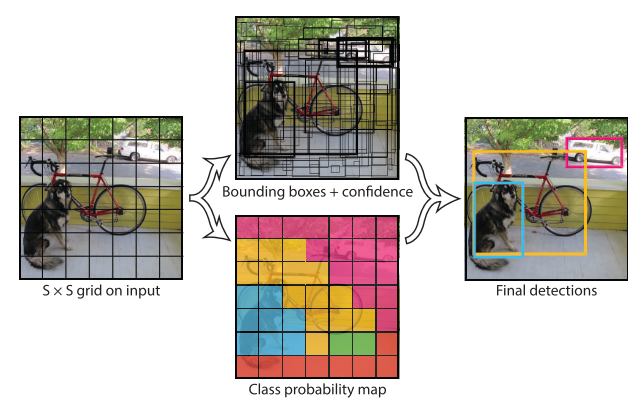 Bounding boxes + confidence
S × S grid on input
Final detections
Class probability map